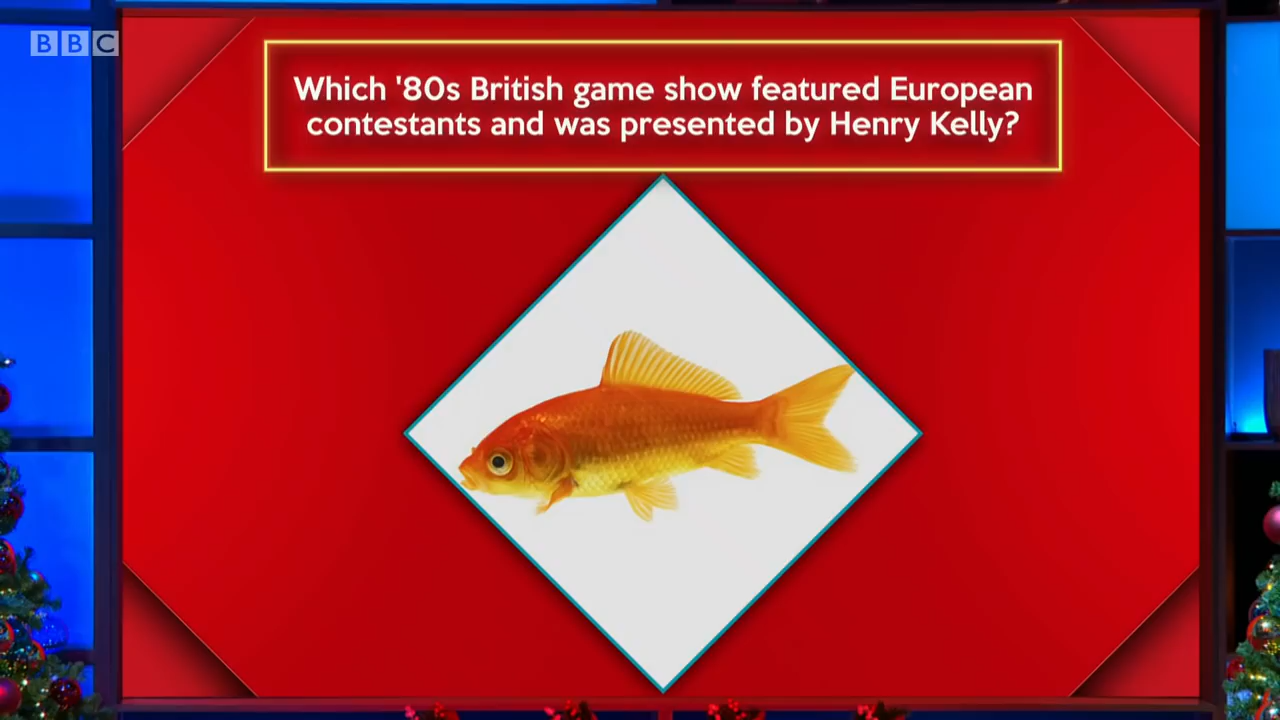 BBC
Which '80s British game show featured European
contestants and was presented by Henry Kelly?